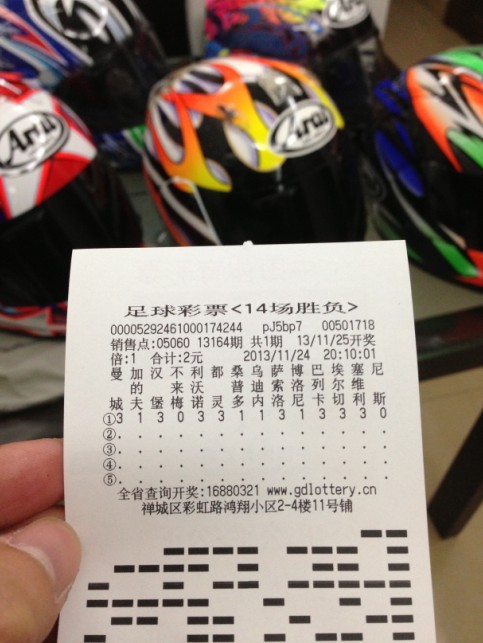 Arai
Arai
Arai
足球彩票<14场胜负>
00005292461000174244 pJ5bp7 00501718
销售点:05060 13164期 共1期 13/11/25开奖
倍:1 合计:2元 2013/11/24 20:10:01
曼加汉不利都桑乌萨博巴埃塞尼
的 来沃 普迪索洛列尔维
城夫堡梅诺灵多内洛尼卡切利斯
①3 1 3 0 3 3 1 1 3 1 3 3 3 0
②. . . . . . . . . . . . . .
③. . . . . . . . . . . . . .
④. . . . . . . . . . . . . .
⑤. . . . . . . . . . . . . .
全省查询开奖:16880321 www.gdlottery.cn
禅城区彩虹路鸿翔小区2-4楼11号铺